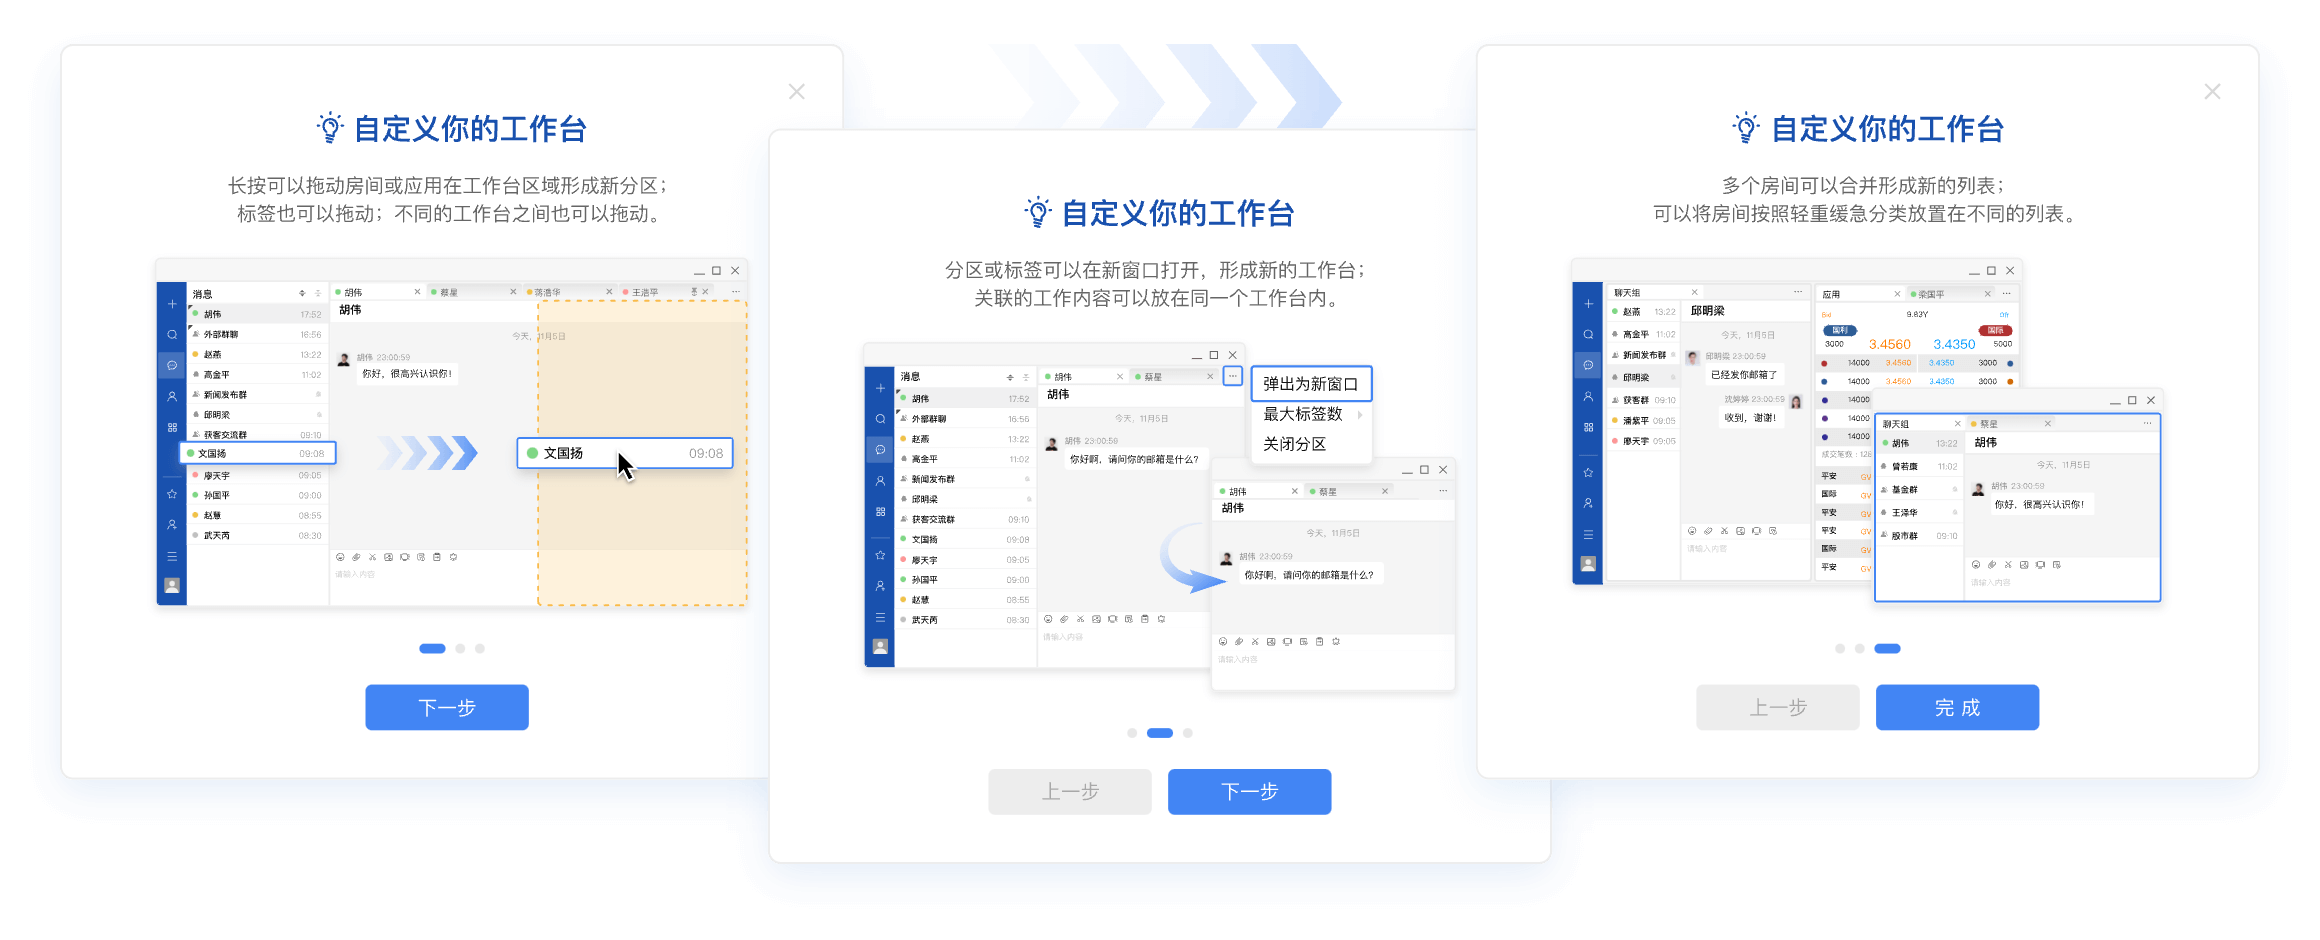 自定义你的工作台
长按可以拖动房间或应用在工作台区域形成新分区；
标签也可以拖动；不同的工作台之间也可以拖动。
消息
胡伟 17:52
外部群聊 16:56
赵燕 13:22
高金平 11:02
新闻发布群
邱明梁
获客交流群 09:10
文国扬 09:08
廖天宇 09:05
孙国平 09:00
赵慧 08:55
武天芮 08:30
胡伟
蔡星
蒋浩华
王浩平
胡伟
今天，11月5日
胡伟 23:00:59
你好，很高兴认识你！
文国扬 09:08
请输入内容
下一步
自定义你的工作台
分区或标签可以在新窗口打开，形成新的工作台；
关联的工作内容可以放在同一个工作台内。
消息
胡伟 17:52
外部群聊 16:56
赵燕 13:22
高金平 11:02
新闻发布群
邱明梁
获客交流群 09:10
文国扬 09:08
廖天宇 09:05
孙国平 09:00
赵慧 08:55
武天芮 08:30
胡伟
蔡星
胡伟
今天，11月5日
胡伟 23:00:59
你好啊，请问你的邮箱是什么？
请输入内容
弹出为新窗口
最大标签数
关闭分区
胡伟
蔡星
胡伟
今天，11月5日
胡伟 23:00:59
你好啊，请问你的邮箱是什么？
请输入内容
上一步
下一步
自定义你的工作台
多个房间可以合并形成新的列表；
可以将房间按照轻重缓急分类放置在不同的列表。
聊天组
赵燕 13:22
高金平 11:02
新闻发布群
邱明梁
获客群 09:10
潘紫平 09:05
廖天宇 09:05
邱明梁
今天，11月5日
邱明梁 23:00:59
已经发你邮箱了
沈婷婷 23:00:59
收到，谢谢！
请输入内容
应用
梁国平
Bid 9.63Y Ofr
国利 国际
3000 3.4560 3.4350 5000
14000 3.4560 3.4350 3000
14000 3.4560 3.4350 3000
14000
14000
14000
成交笔数：128
平安 GV
国际 GV
平安 GV
平安 GV
国际 GV
平安 GV
聊天组
胡伟 13:22
曾若康 11:02
基金群
王泽华
股市群 09:10
蔡星
胡伟
今天，11月5日
胡伟 23:00:59
你好，很高兴认识你！
请输入内容
上一步
完 成